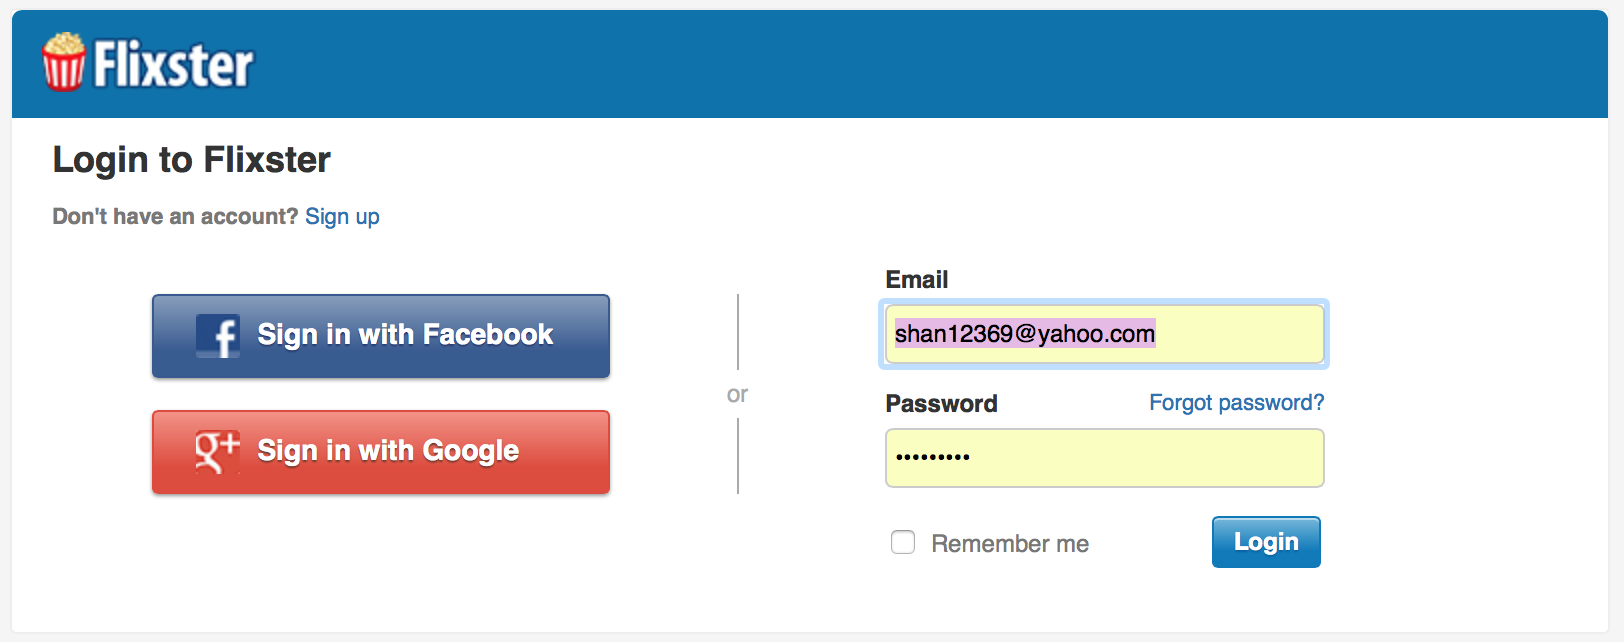 Flixster
Login to Flixster
Don't have an account? Sign up
f Sign in with Facebook
g+ Sign in with Google
or
Email
shan12369@yahoo.com
Password Forgot password?
•••••••••
Remember me Login